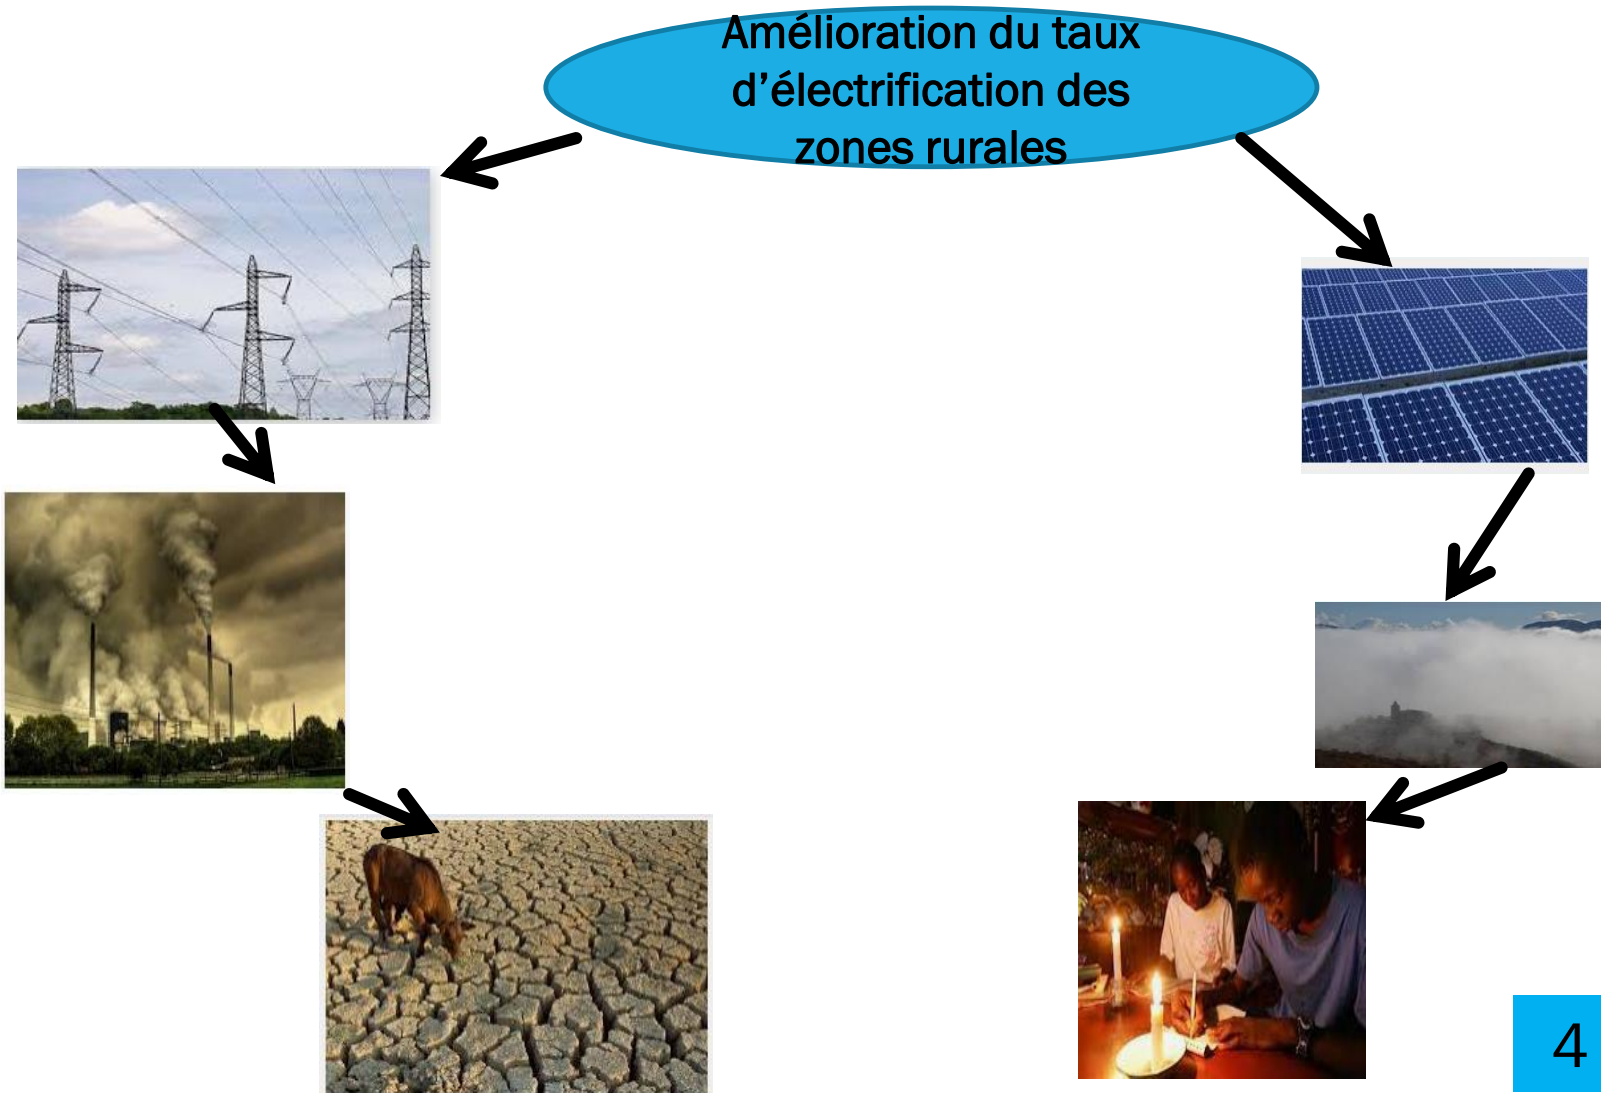 Amélioration du taux
d’électrification des
zones rurales
4